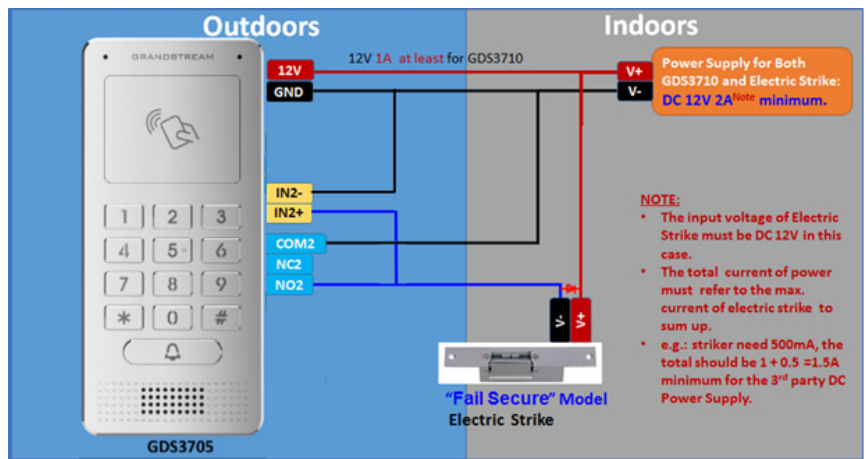 Outdoors
Indoors
GRANDSTREAM
12V
GND
12V 1A at least for GDS3710
V+
V-
Power Supply for Both
GDS3710 and Electric Strike:
DC 12V 2ANote minimum.
IN2-
IN2+
COM2
NC2
NO2
1 2 3
4 5 6
7 8 9
* 0 #
GDS3705
V-
V+
"Fail Secure" Model
Electric Strike
NOTE:
• The input voltage of Electric
Strike must be DC 12V in this
case.
• The total current of power
must refer to the max.
current of electric strike to
sum up.
• e.g.: striker need 500mA, the
total should be 1 + 0.5 =1.5A
minimum for the 3rd party DC
Power Supply.